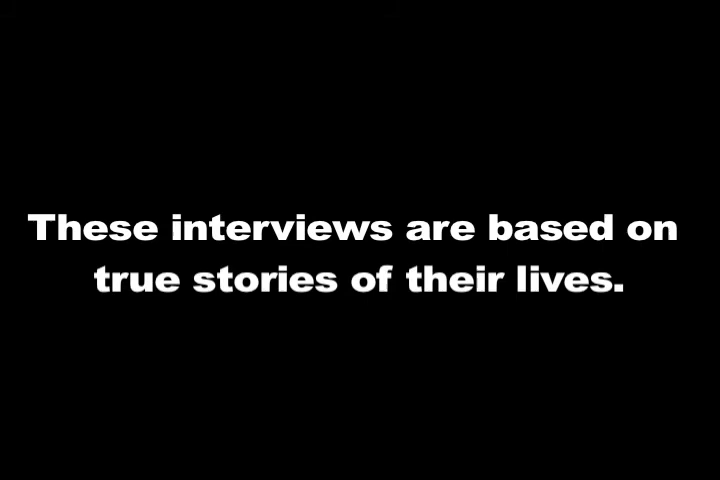 These interviews are based on
true stories of their lives.